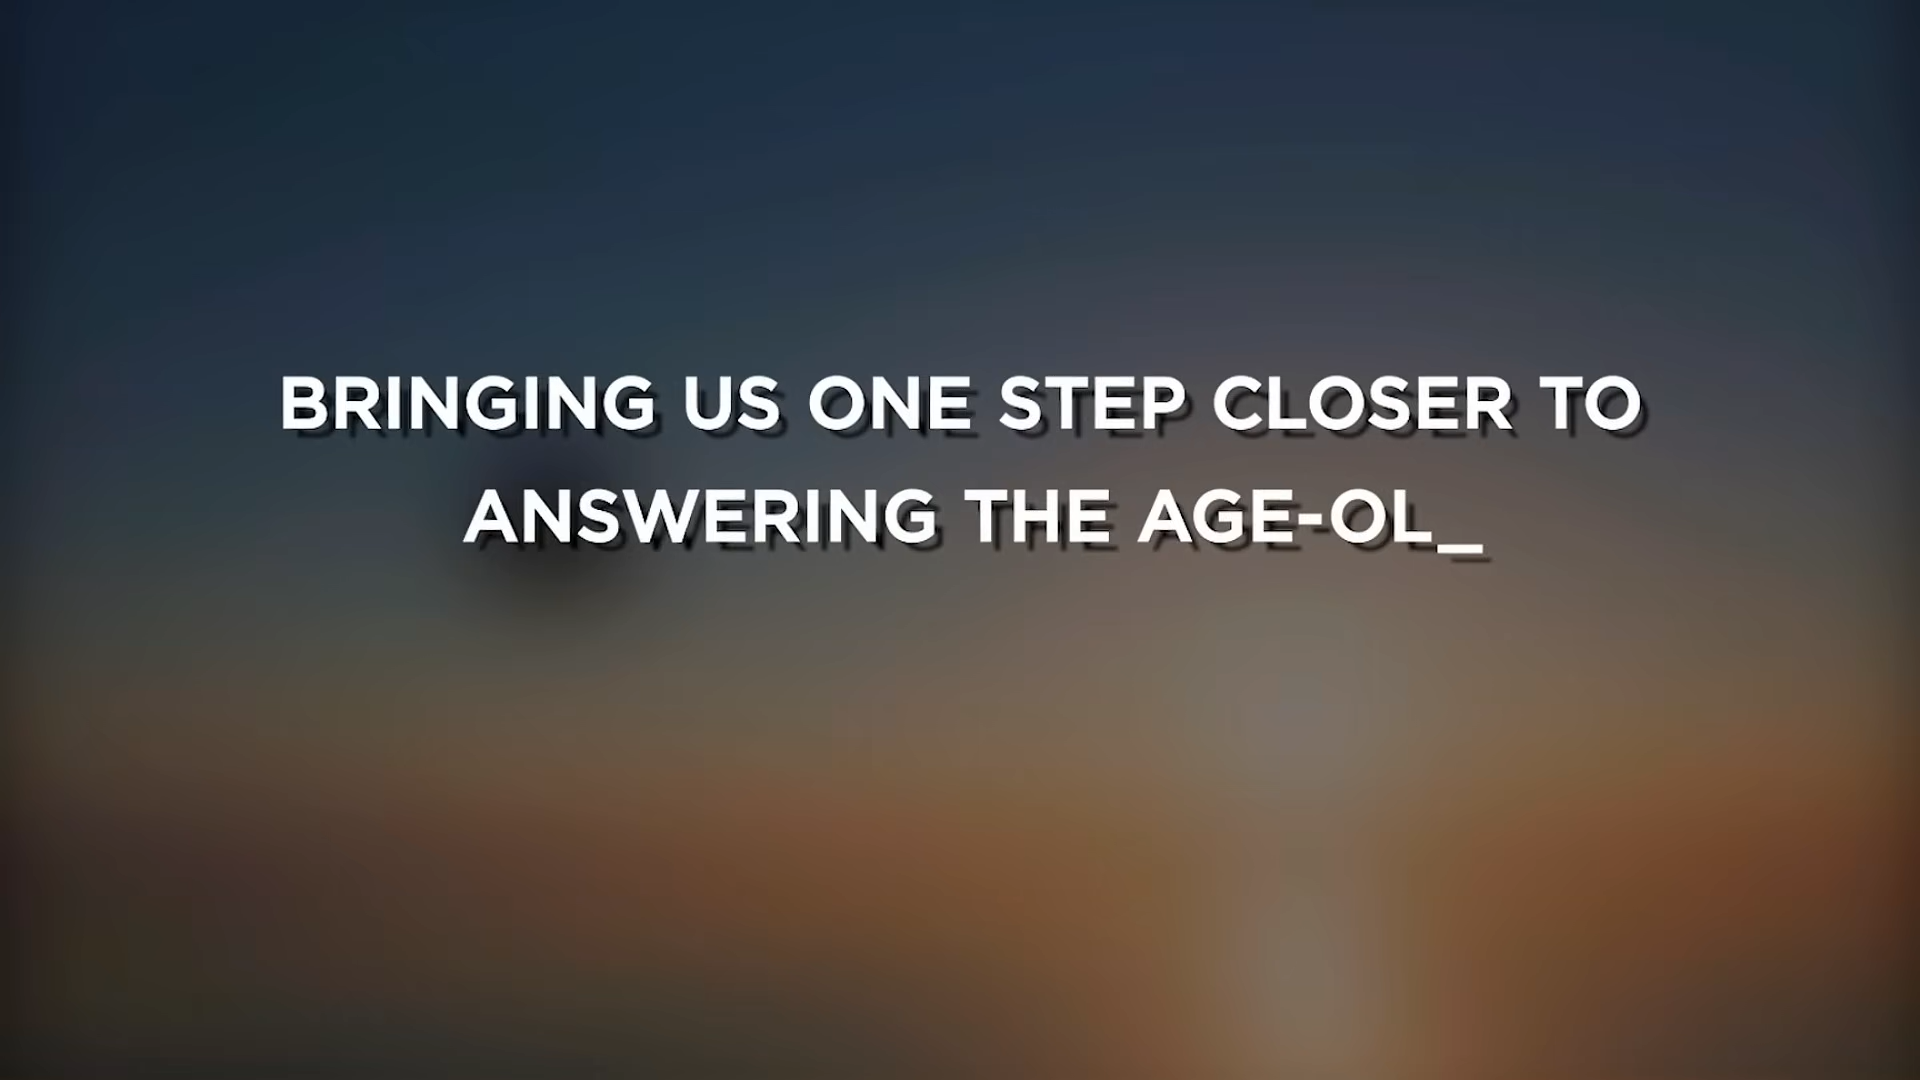 BRINGING US ONE STEP CLOSER TO
ANSWERING THE AGE-OL_